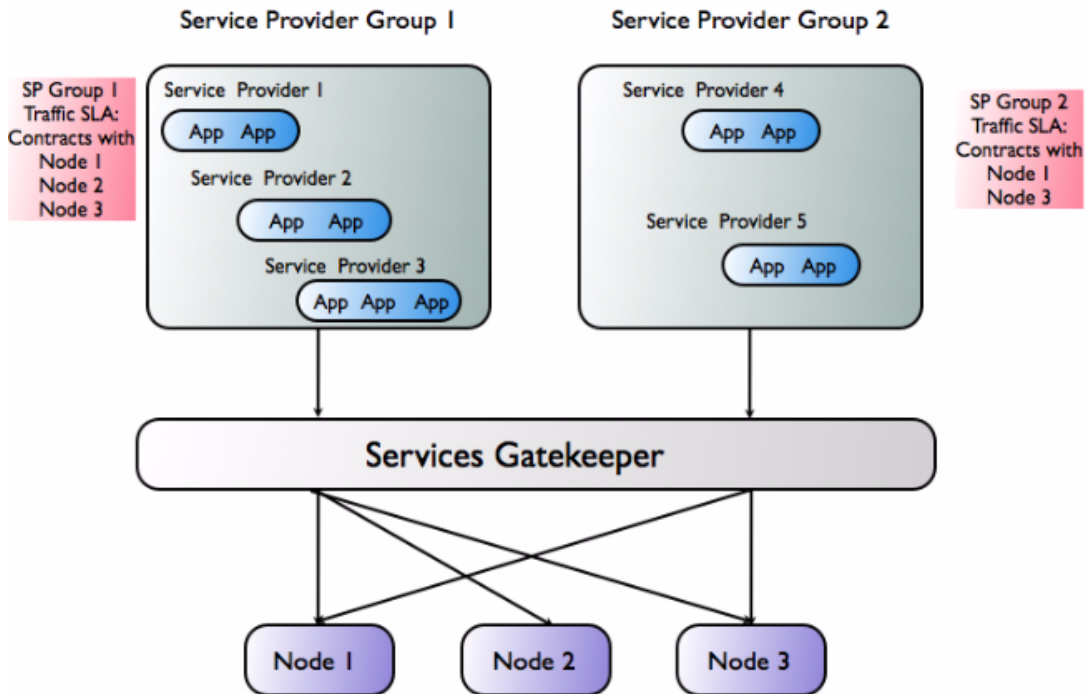 Service Provider Group 1
Service Provider Group 2
SP Group 1
Traffic SLA:
Contracts with
Node 1
Node 2
Node 3
Service Provider 1
App App
Service Provider 2
App App
Service Provider 3
App App App
Service Provider 4
App App
Service Provider 5
App App
SP Group 2
Traffic SLA:
Contracts with
Node 1
Node 3
Services Gatekeeper
Node 1
Node 2
Node 3